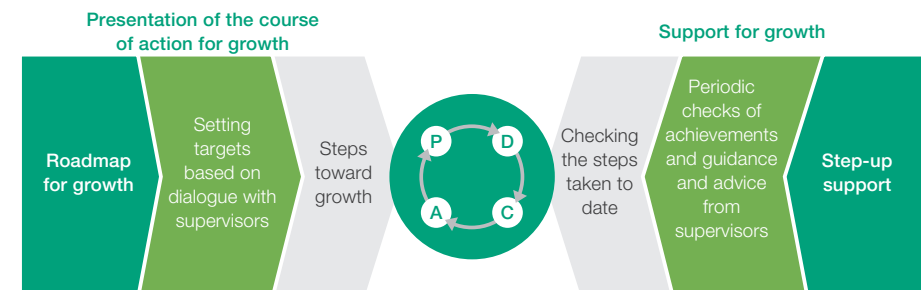 Presentation of the course
of action for growth
Support for growth
Roadmap
for growth
Setting
targets
based on
dialogue with
supervisors
Steps
toward
growth
P
D
A
C
Checking
the steps
taken to
date
Periodic
checks of
achievements
and guidance
and advice
from
supervisors
Step-up
support